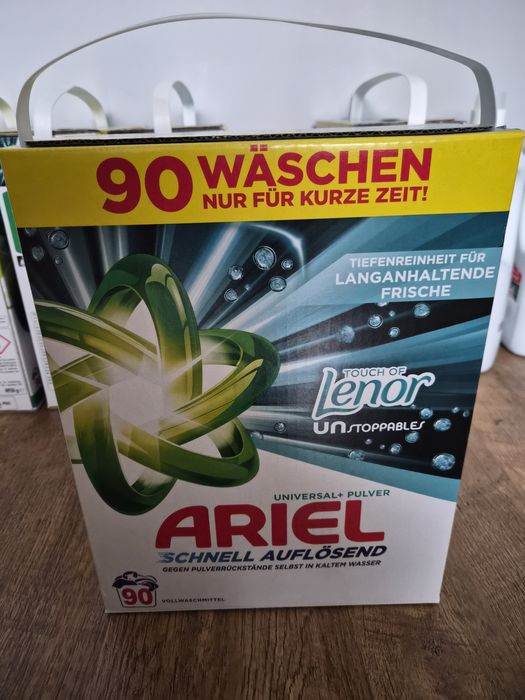 90 WÄSCHEN
NUR FÜR KURZE ZEIT!
TIEFENREINHEIT FÜR
LANGANHALTENDE
FRISCHE
TOUCH OF
Lenor
UNSTOPPABLES
UNIVERSAL+ PULVER
ARIEL
SCHNELL AUFLÖSEND
GEGEN PULVERRÜCKSTÄNDE SELBST IN KALTEM WASSER
90
VOLLWASCHMITTEL